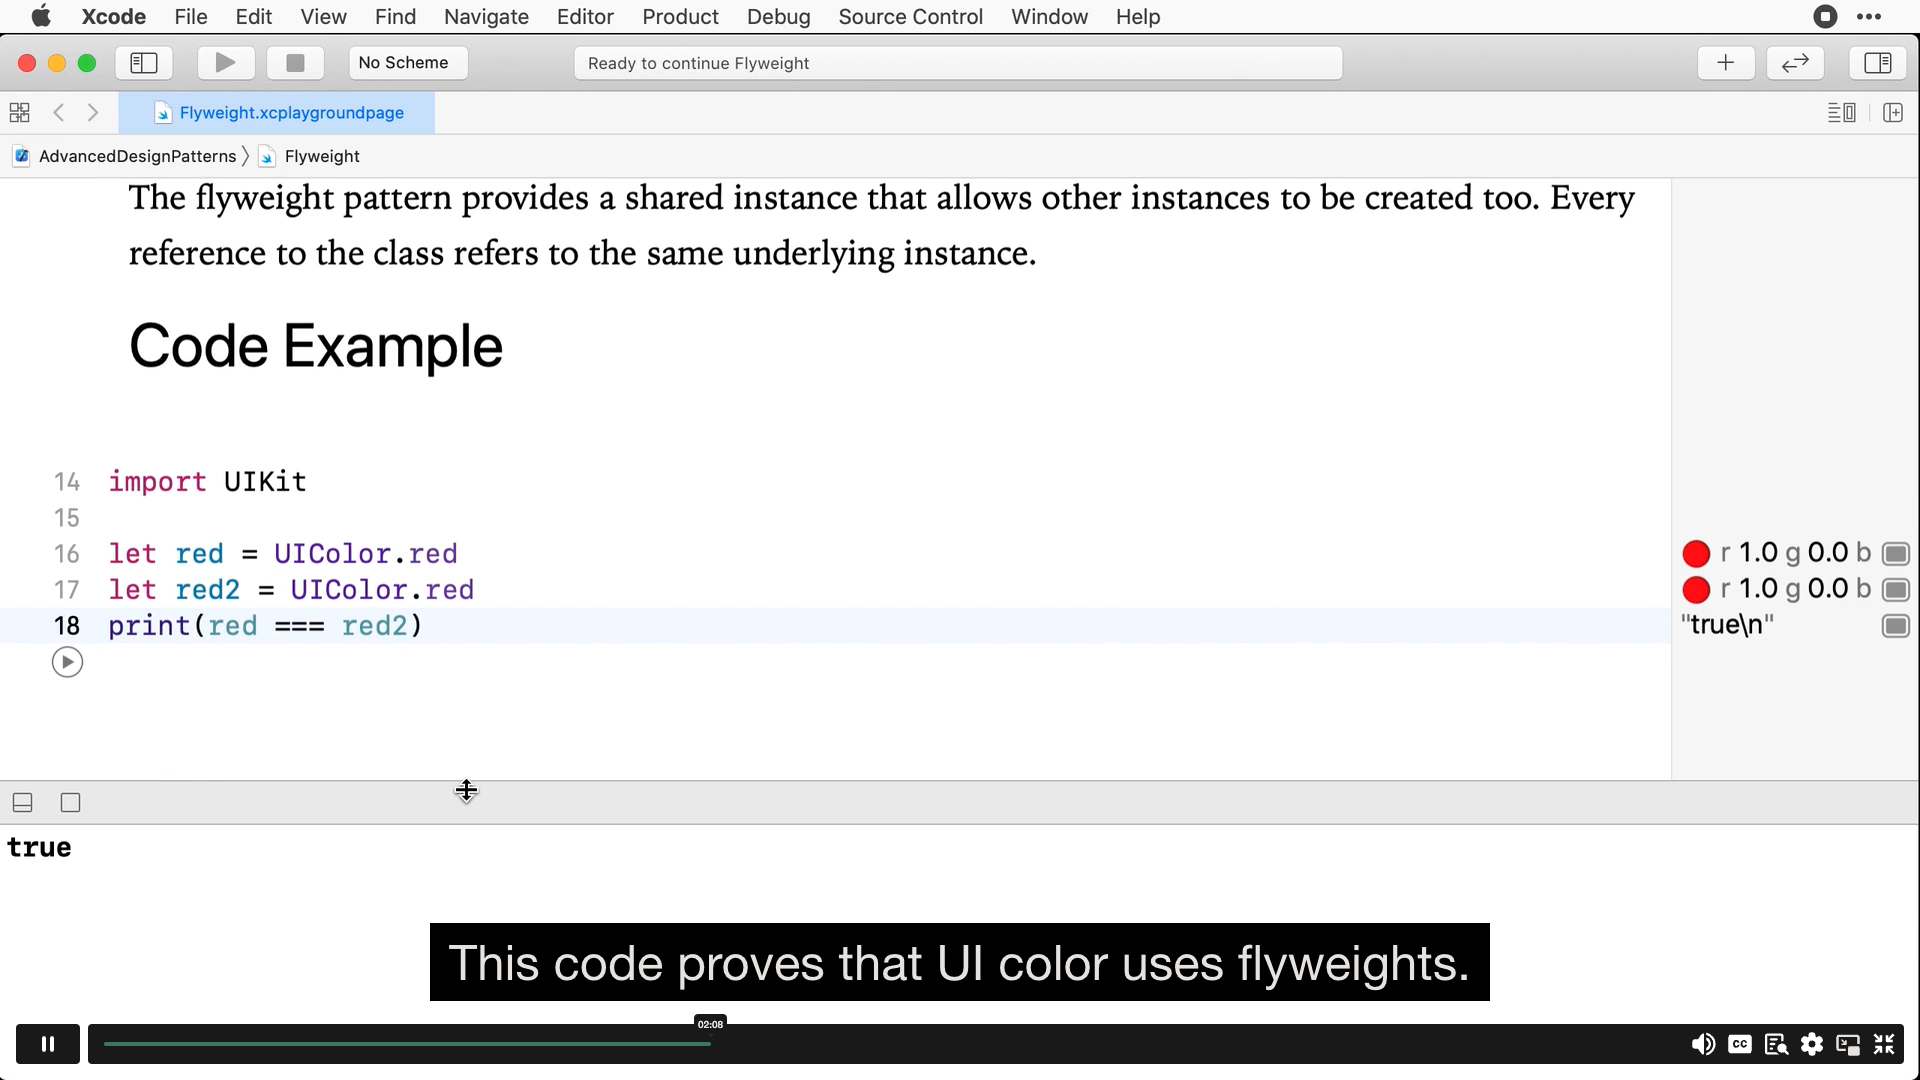 Xcode File Edit View Find Navigate Editor Product Debug Source Control Window Help
No Scheme
Ready to continue Flyweight
Flyweight.xcplaygroundpage
AdvancedDesignPatterns 〉 Flyweight
The flyweight pattern provides a shared instance that allows other instances to be created too. Every
reference to the class refers to the same underlying instance.
Code Example
14 import UIKit
15
16 let red = UIColor.red
r 1.0 g 0.0 b
17 let red2 = UIColor.red
r 1.0 g 0.0 b
18 print(red === red2)
"true\n"
true
This code proves that UI color uses flyweights.
02:08
CC